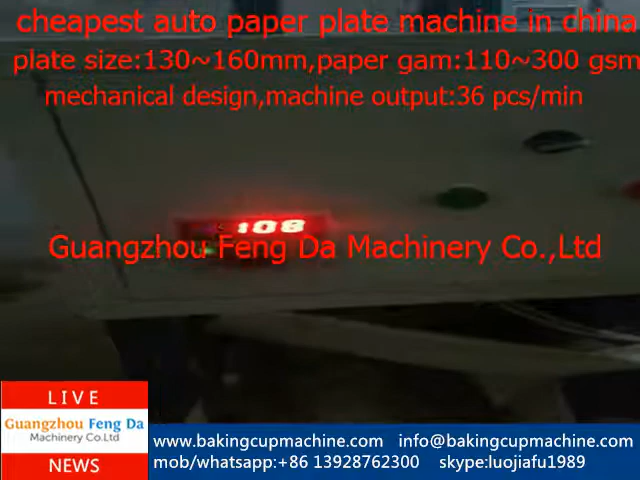 cheapest auto paper plate machine in china
plate size:130~160mm,paper gam:110~300 gsm
mechanical design,machine output:36 pcs/min
108
Guangzhou Feng Da Machinery Co.,Ltd
LIVE
Guangzhou Feng Da
Machinery Co.Ltd
NEWS
www.bakingcupmachine.com info@bakingcupmachine.com
mob/whatsapp:+86 13928762300 skype:luojiafu1989